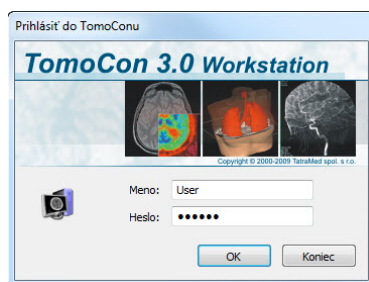 Prihlásiť do TomoConu
TomoCon 3.0 Workstation
Copyright © 2000-2009 TatraMed spol. s r.o.
Meno: User
Heslo: ••••••
OK Koniec